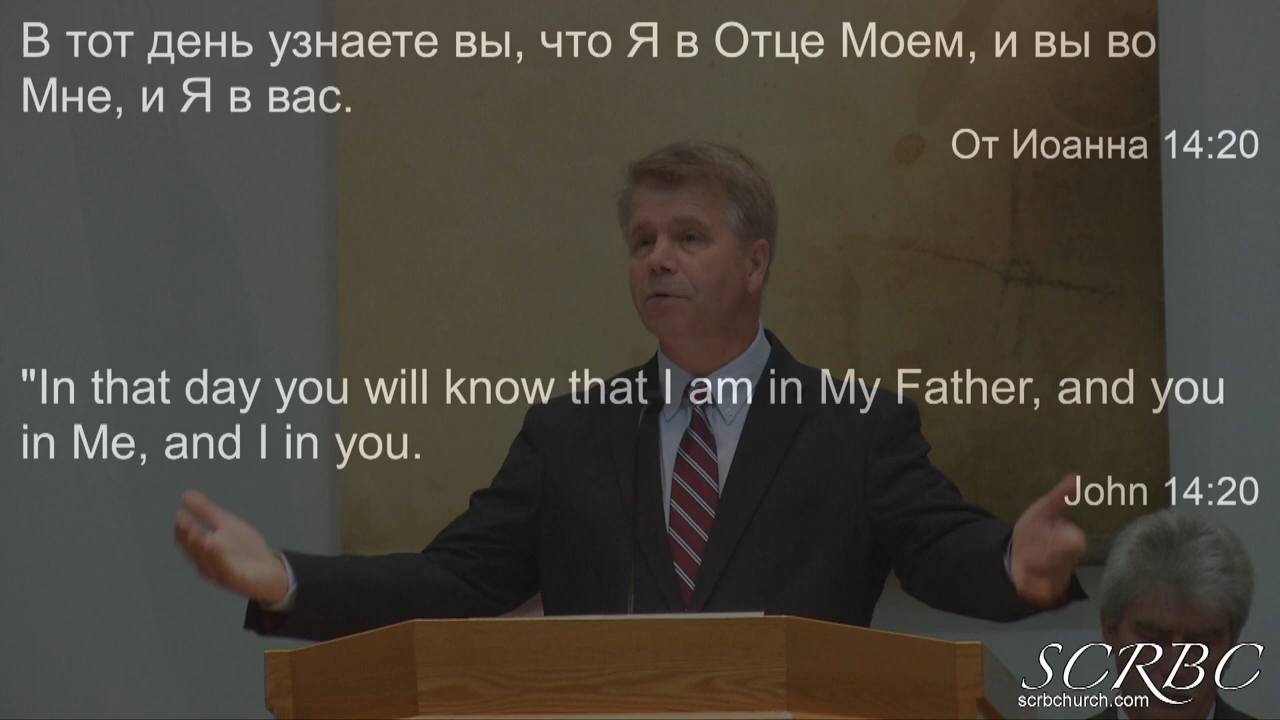 В тот день узнаете вы, что Я в Отце Моем, и вы во
Мне, и Я в вас.
От Иоанна 14:20
"In that day you will know that I am in My Father, and you
in Me, and I in you.
John 14:20
SCRBC
scrbchurch.com